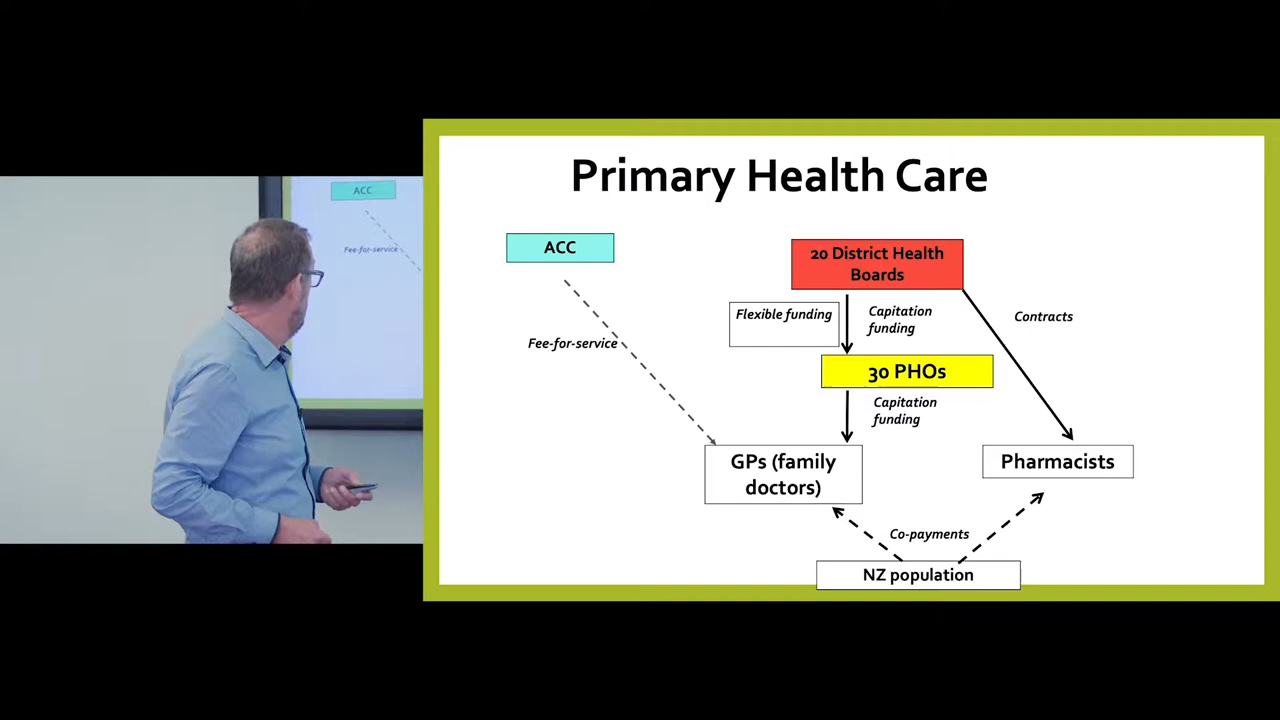 Primary Health Care
ACC
ACC
Fee-for-service
20 District Health
Boards
Flexible funding
Capitation
funding
Contracts
Fee-for-service
30 PHOs
Capitation
funding
GPs (family
doctors)
Pharmacists
Co-payments
NZ population